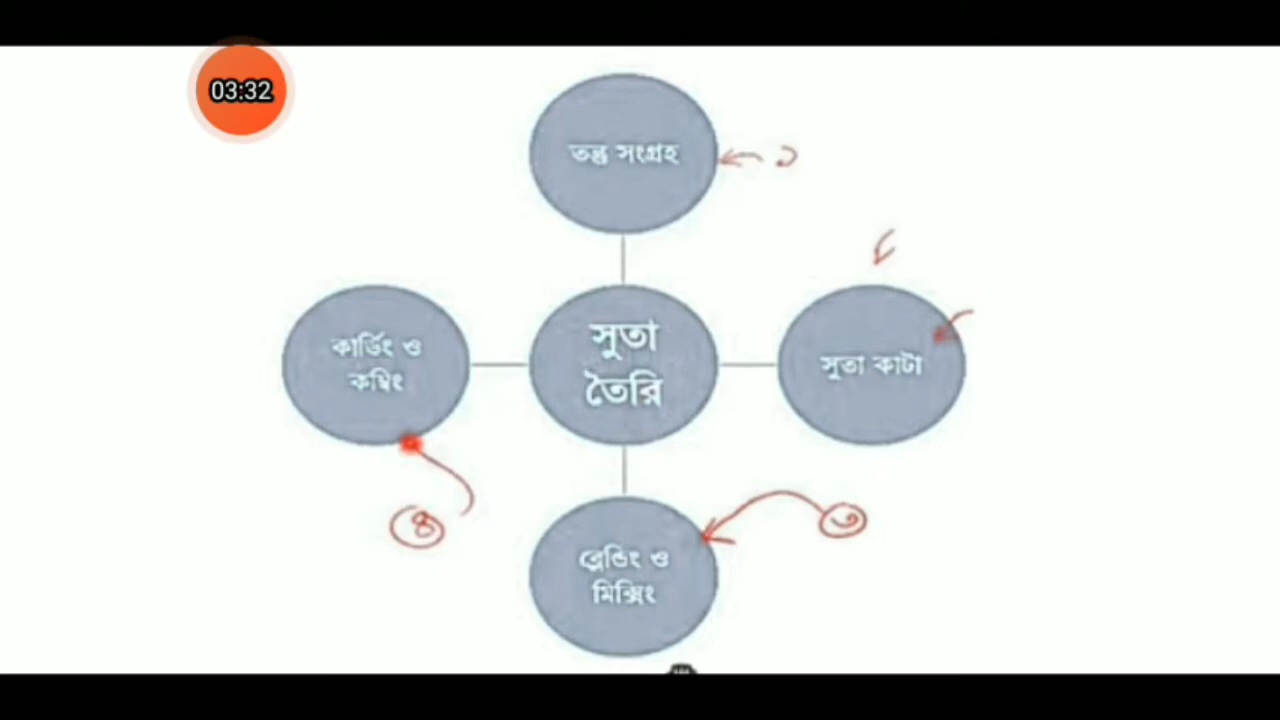 03:32
তন্তু সংগ্রহ
১
কার্ডিং ও
কম্বিং
সুতা
তৈরি
সুতা কাটা
৪
৩
ব্লেন্ডিং ও
মিক্সিং